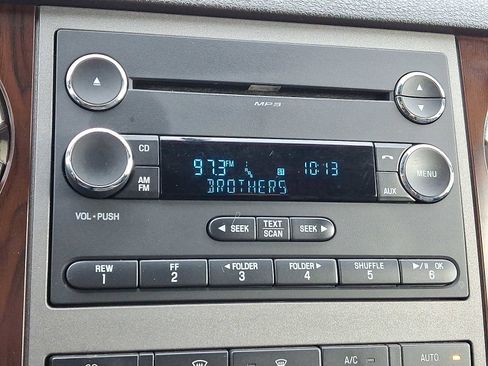 MP3
CD
97.3 FM 10:13
AM
FM
BROTHERS
AUX
MENU
VOL•PUSH
◄ SEEK
TEXT
SCAN
SEEK ►
REW
1
FF
2
◄ FOLDER
3
FOLDER ►
4
SHUFFLE
5
►/II OK
6
A/C
AUTO